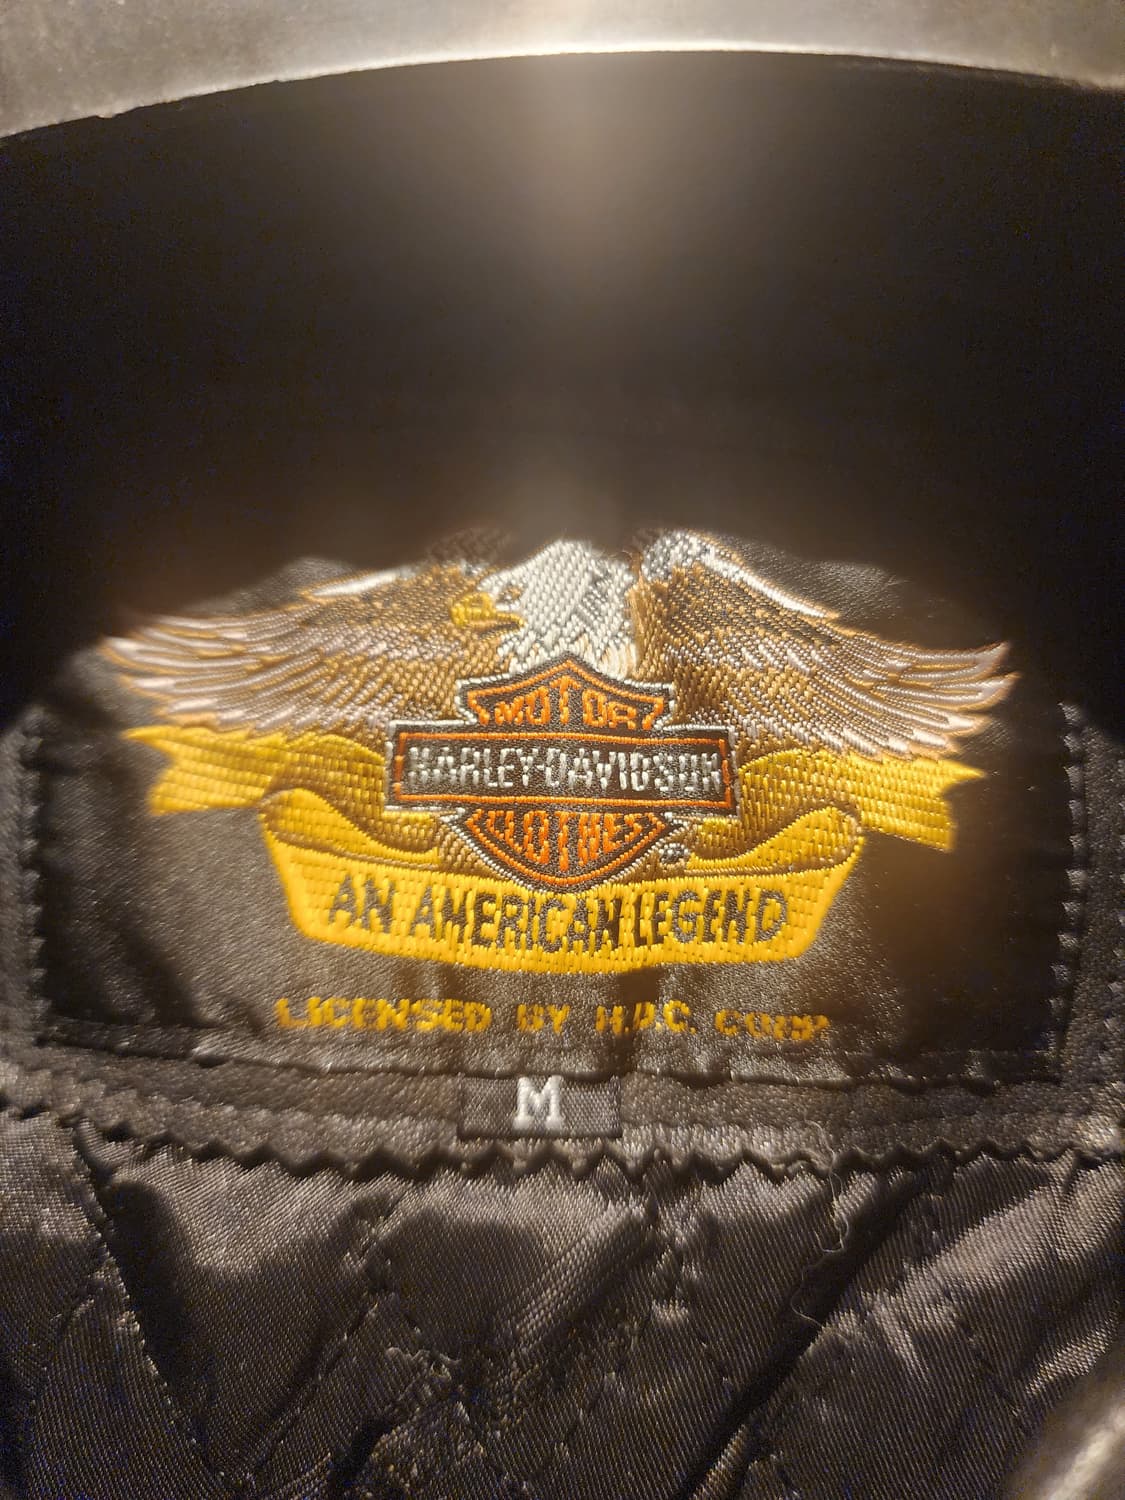 MOTOR
HARLEY-DAVIDSON
CLOTHES
®
AN AMERICAN LEGEND
LICENSED BY H.D.C. CORP
M